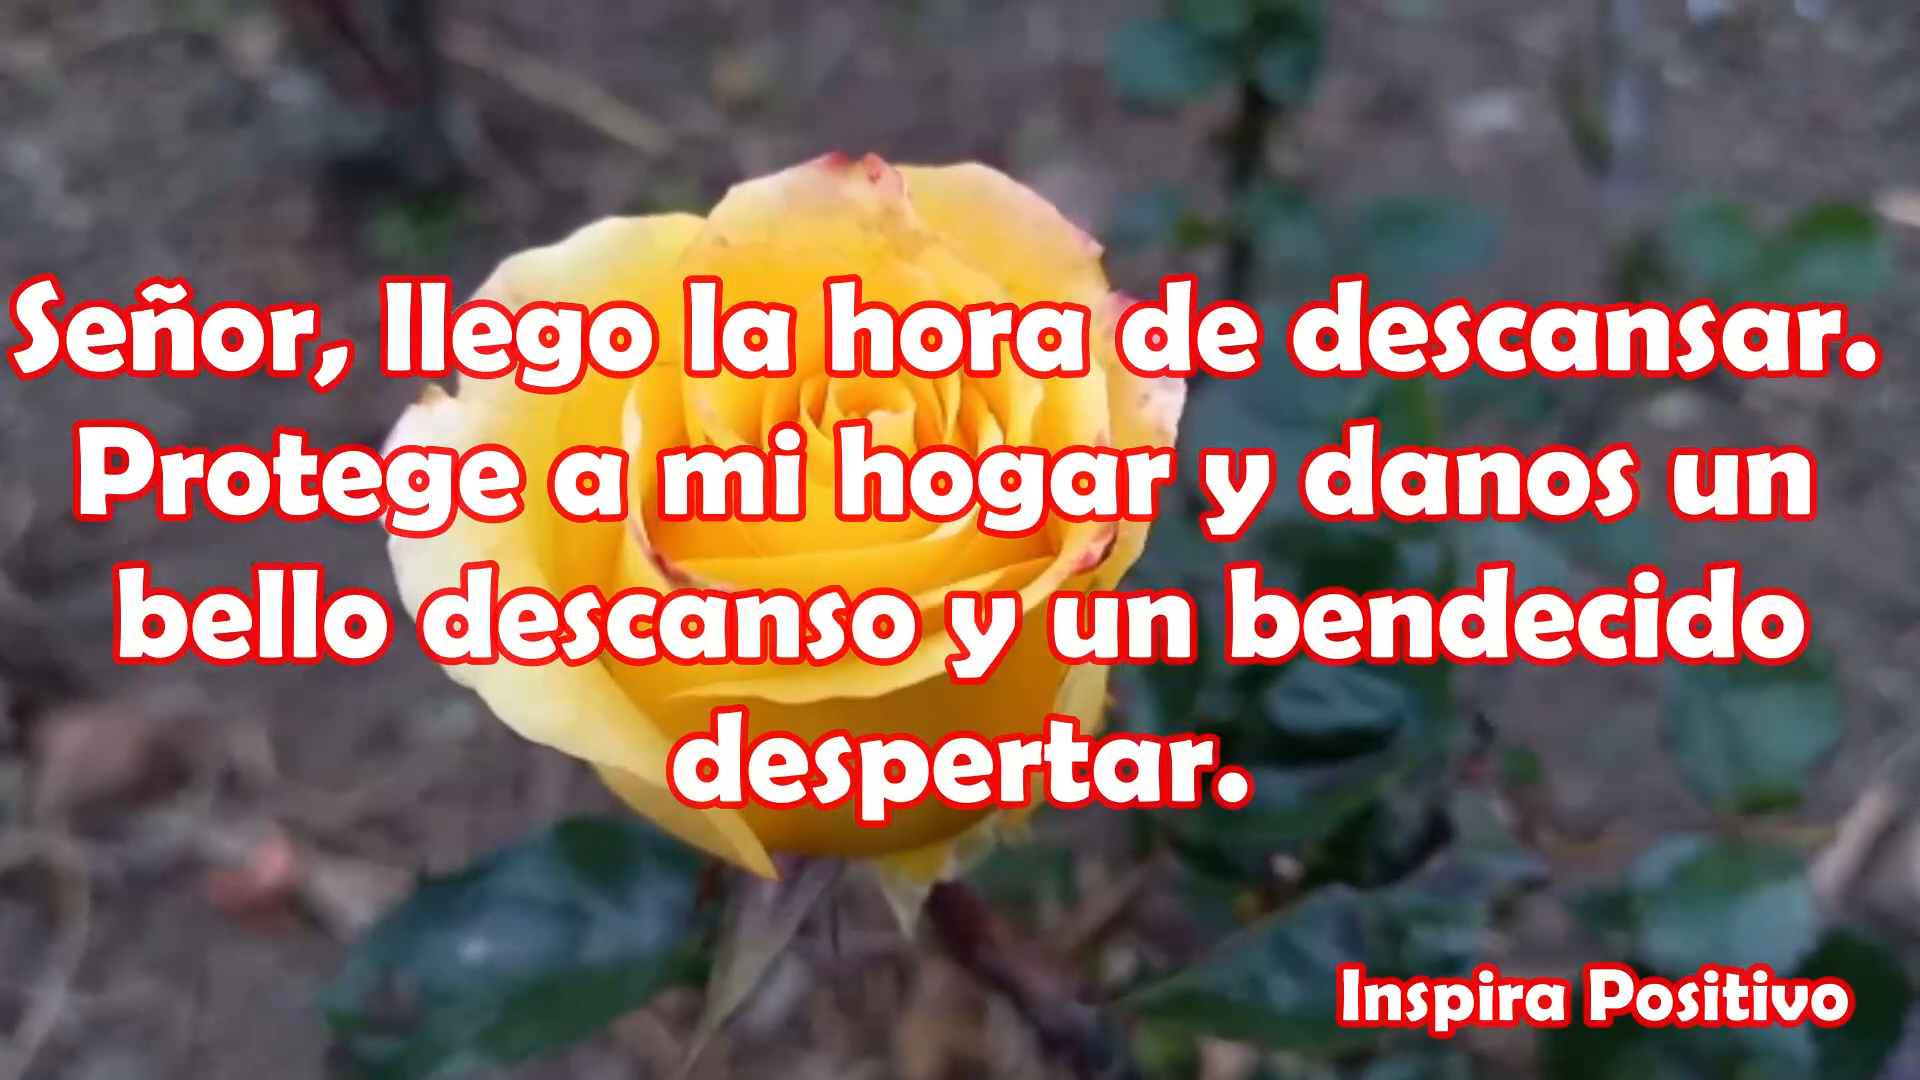 Señor, llego la hora de descansar.
Protege a mi hogar y danos un
bello descanso y un bendecido
despertar.
Inspira Positivo